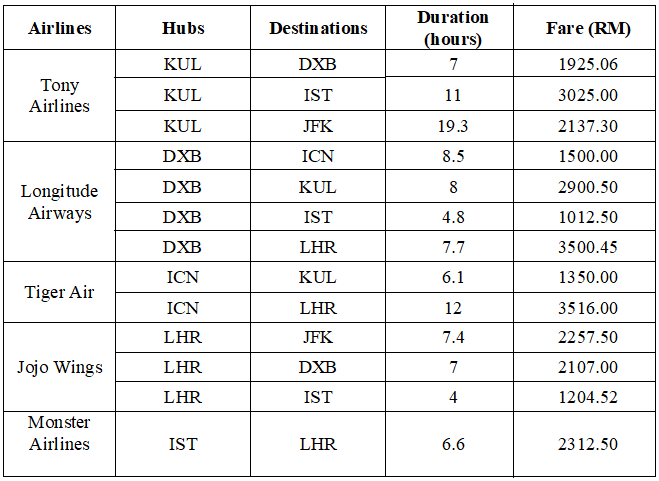 Airlines Hubs Destinations Duration (hours) Fare (RM)
Tony Airlines KUL DXB 7 1925.06
KUL IST 11 3025.00
KUL JFK 19.3 2137.30
Longitude Airways DXB ICN 8.5 1500.00
DXB KUL 8 2900.50
DXB IST 4.8 1012.50
DXB LHR 7.7 3500.45
Tiger Air ICN KUL 6.1 1350.00
ICN LHR 12 3516.00
Jojo Wings LHR JFK 7.4 2257.50
LHR DXB 7 2107.00
LHR IST 4 1204.52
Monster Airlines IST LHR 6.6 2312.50